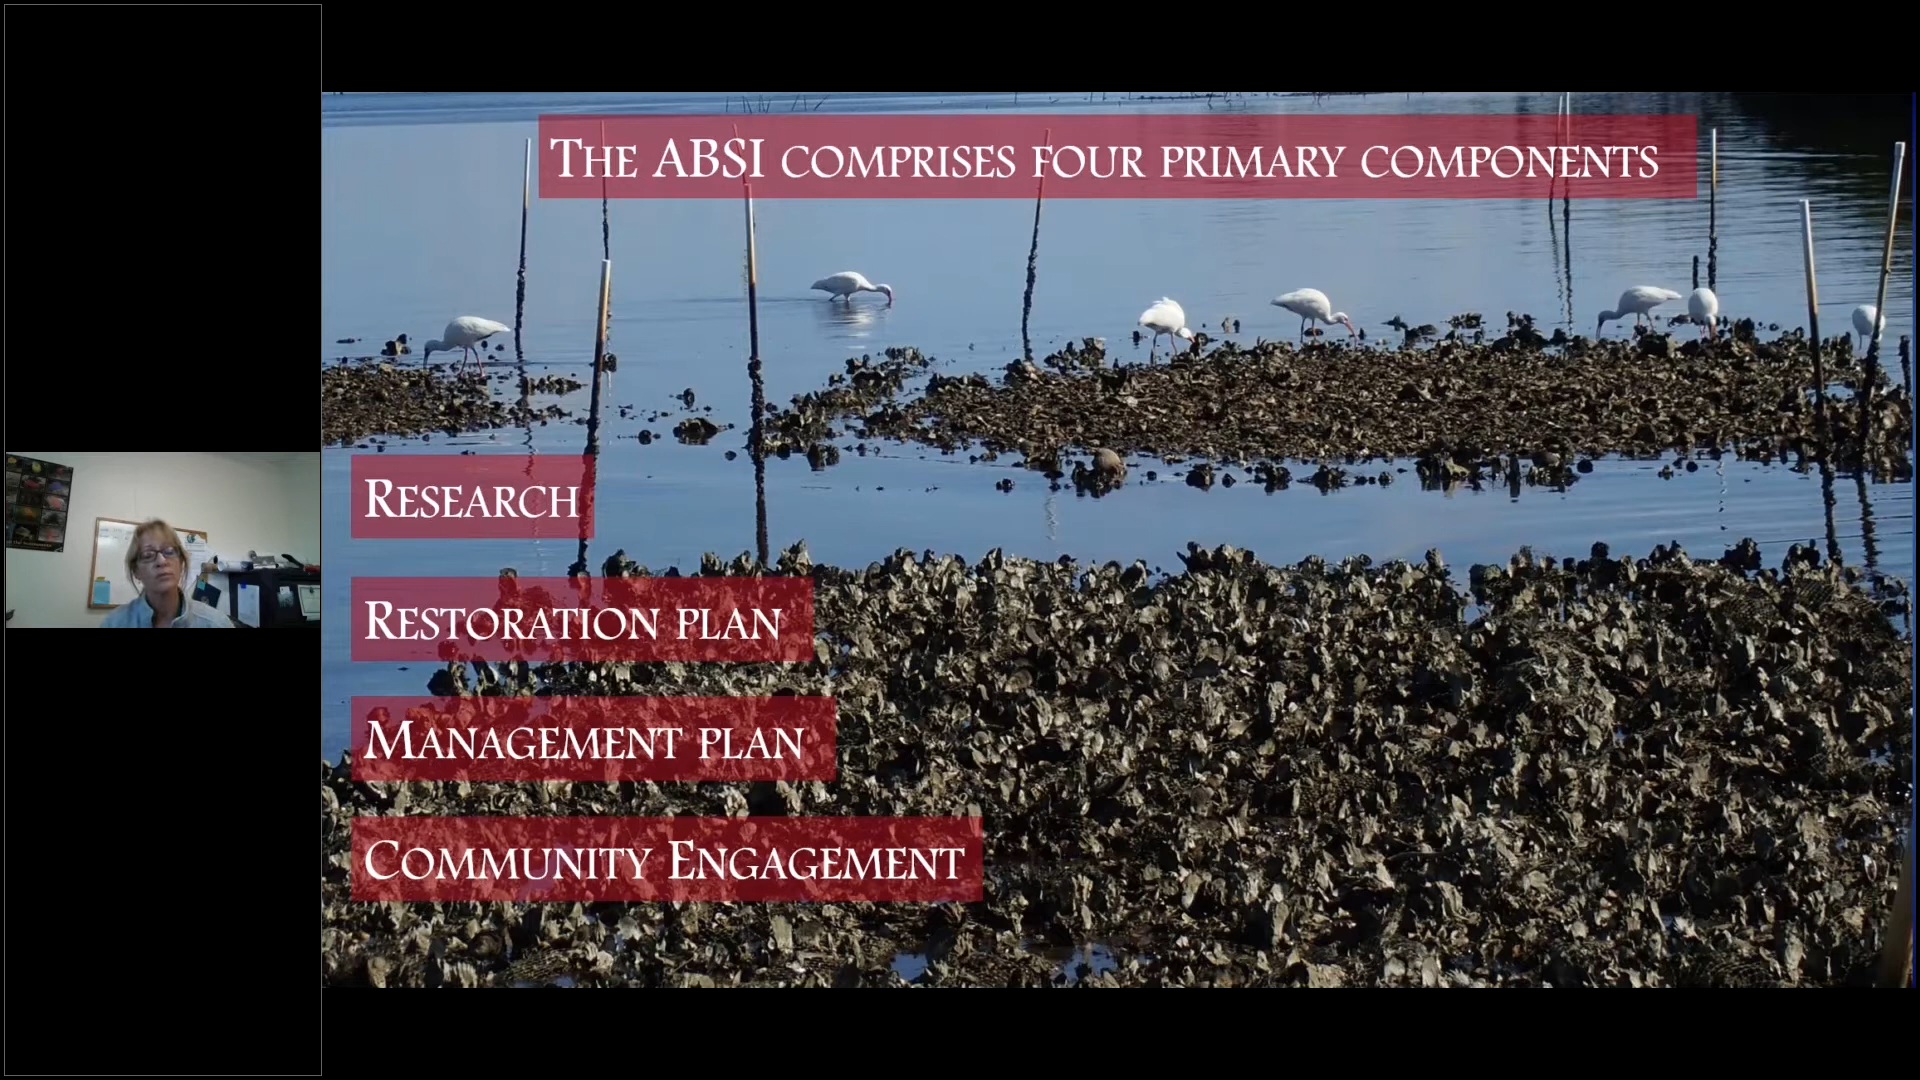 The ABSI comprises four primary components
Research
Restoration plan
Management plan
Community Engagement